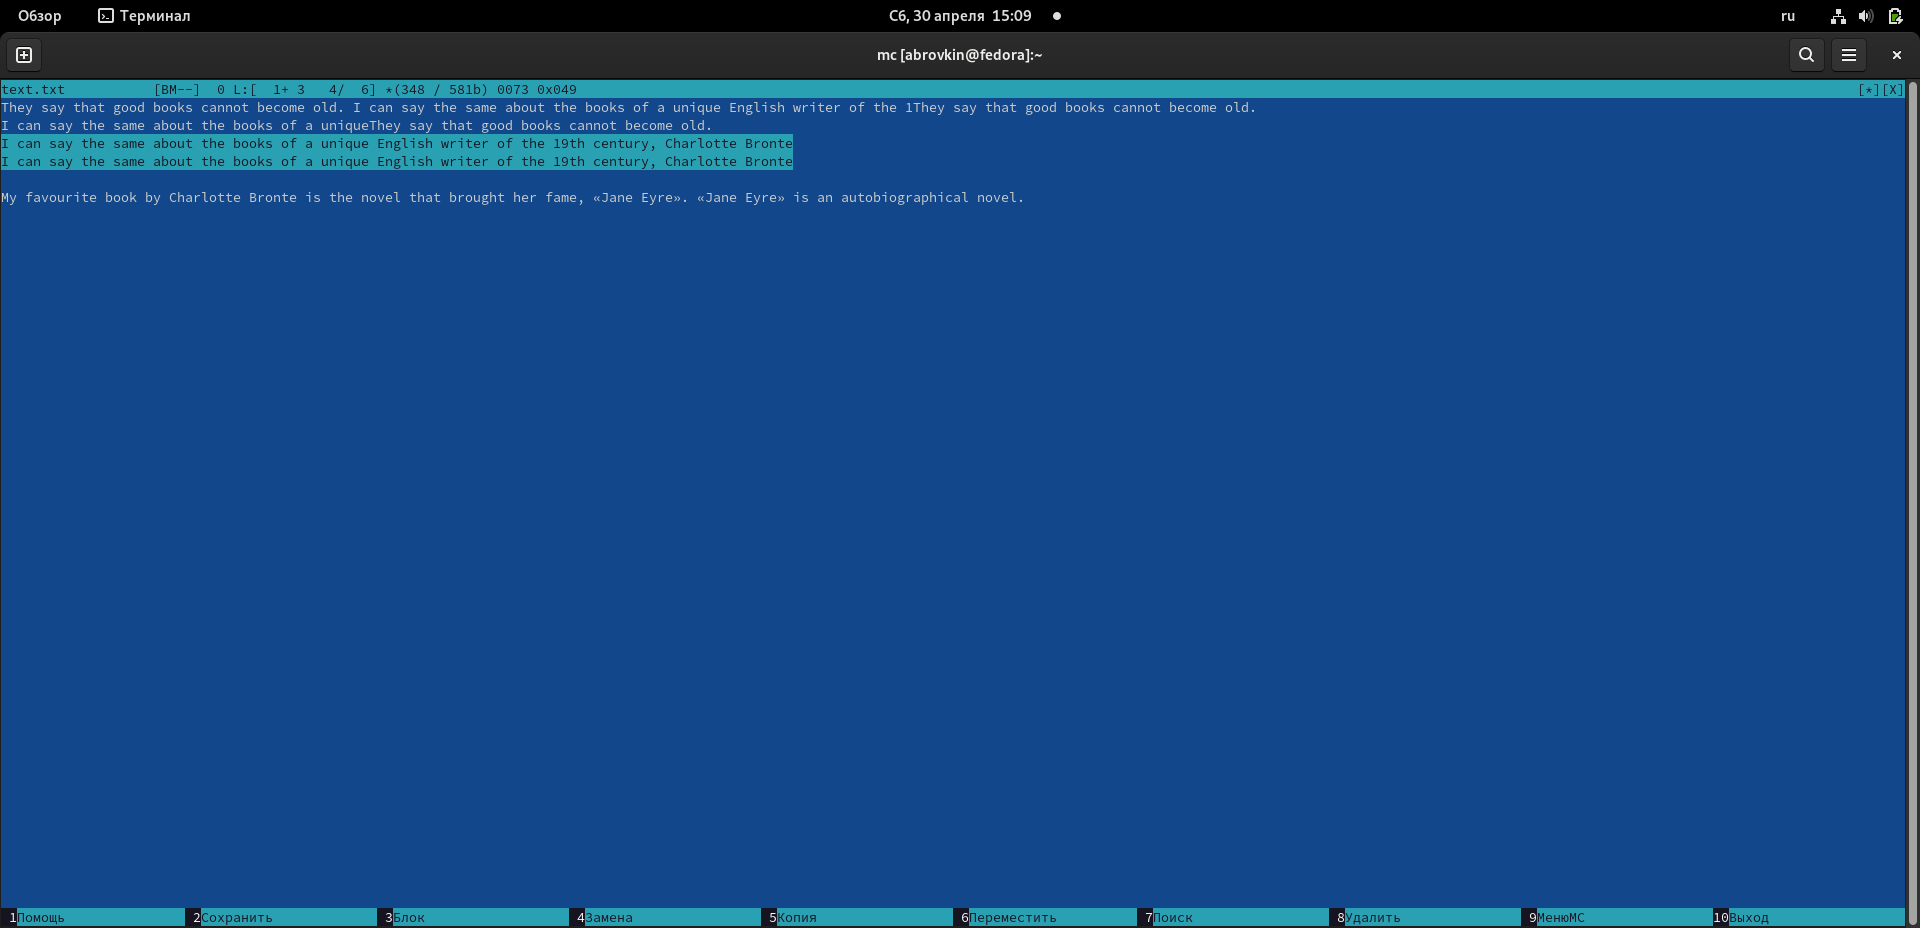 Обзор Терминал Сб, 30 апреля 15:09 ru
mc [abrovkin@fedora]:~
text.txt [BM--] 0 L:[ 1+ 3 4/ 6] *(348 / 581b) 0073 0x049 [*][X]
They say that good books cannot become old. I can say the same about the books of a unique English writer of the 1They say that good books cannot become old.
I can say the same about the books of a uniqueThey say that good books cannot become old.
I can say the same about the books of a unique English writer of the 19th century, Charlotte Bronte
I can say the same about the books of a unique English writer of the 19th century, Charlotte Bronte
My favourite book by Charlotte Bronte is the novel that brought her fame, «Jane Eyre». «Jane Eyre» is an autobiographical novel.
1Помощь 2Сохранить 3Блок 4Замена 5Копия 6Переместить 7Поиск 8Удалить 9МенюMC 10Выход